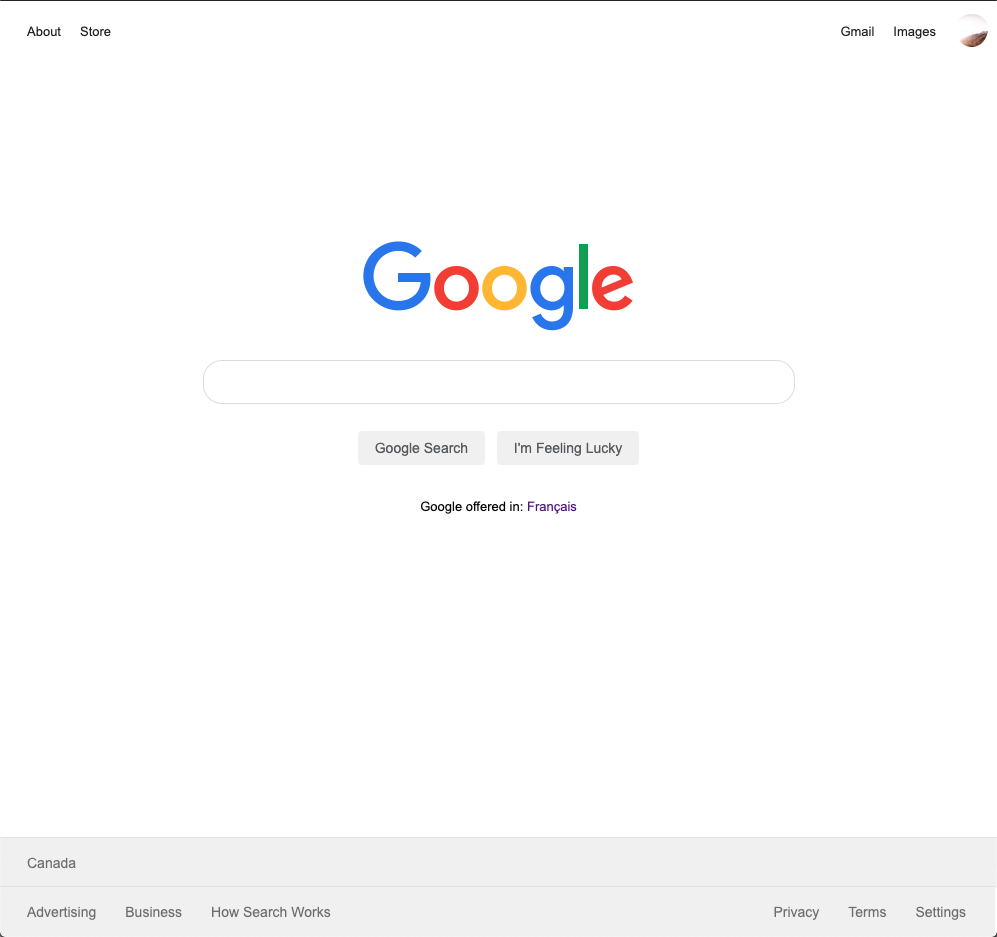 About Store Gmail Images
Google
Google Search I'm Feeling Lucky
Google offered in: Français
Canada
Advertising Business How Search Works Privacy Terms Settings